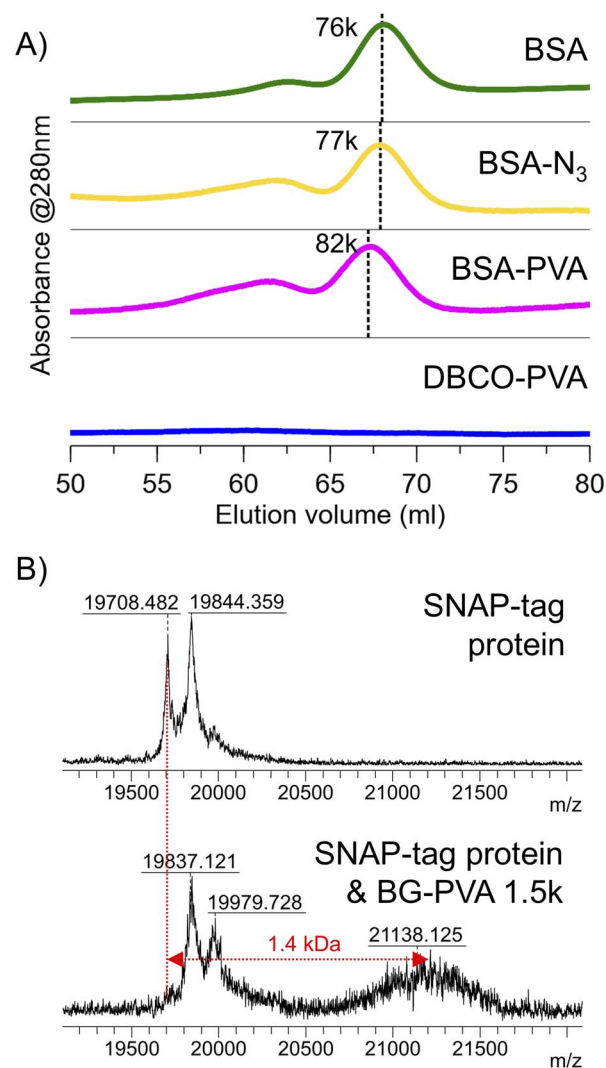 A)
Absorbance @280nm
76k
BSA
77k
BSA-N₃
82k
BSA-PVA
DBCO-PVA
50 55 60 65 70 75 80
Elution volume (ml)
B)
19708.482 19844.359
SNAP-tag
protein
19500 20000 20500 21000 21500
m/z
19837.121
SNAP-tag protein
& BG-PVA 1.5k
19979.728
21138.125
1.4 kDa
19500 20000 20500 21000 21500
m/z